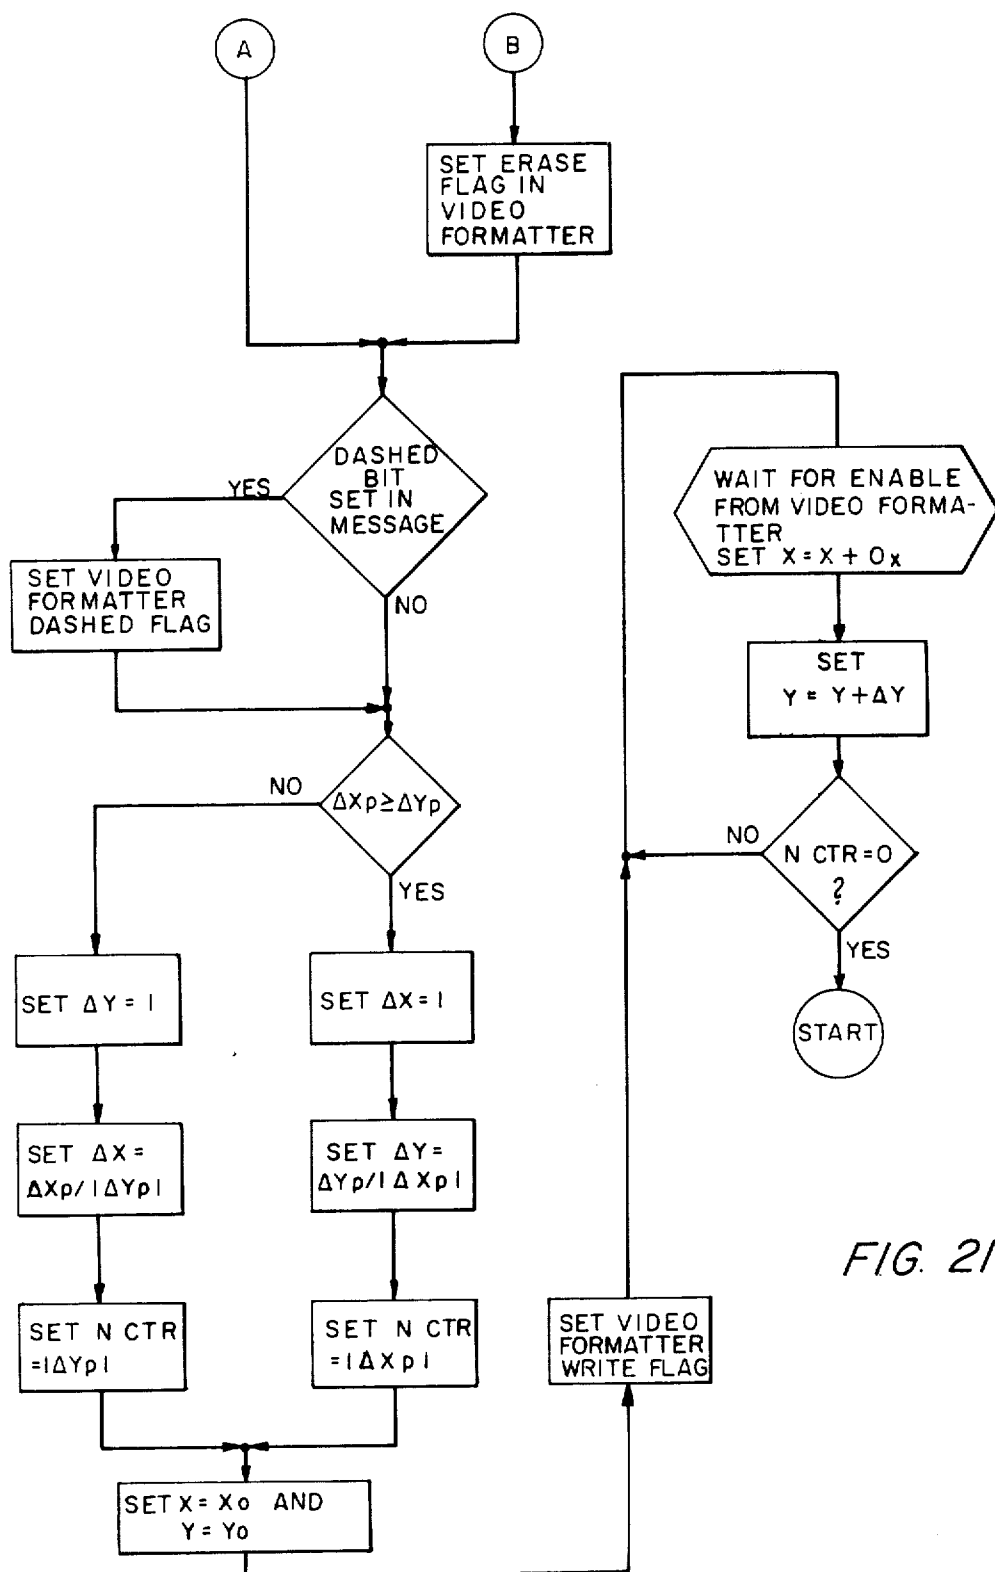 A
B
SET ERASE
FLAG IN
VIDEO
FORMATTER
DASHED
BIT
SET IN
MESSAGE
YES
NO
SET VIDEO
FORMATTER
DASHED FLAG
ΔXp≥ΔYp
NO
YES
SET ΔY=1
SET ΔX=1
SET ΔX=
ΔXp/|ΔYp|
SET ΔY=
ΔYp/|ΔXp|
SET N CTR
=|ΔYp|
SET N CTR
=|ΔXp|
SET X=Xo AND
Y=Yo
SET VIDEO
FORMATTER
WRITE FLAG
WAIT FOR ENABLE
FROM VIDEO FORMA-
TTER
SET X=X+Ox
SET
Y=Y+ΔY
N CTR=O
?
NO
YES
START
FIG. 21